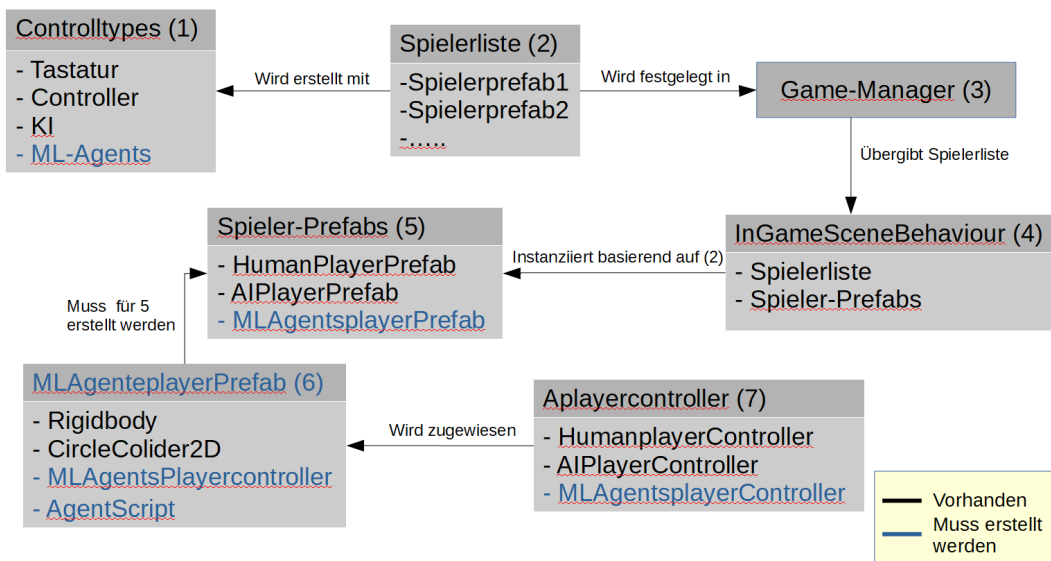 Controlltypes (1)
- Tastatur
- Controller
- KI
- ML-Agents
Wird erstellt mit
Spielerliste (2)
-Spielerprefab1
-Spielerprefab2
-…..
Wird festgelegt in
Game-Manager (3)
Übergibt Spielerliste
InGameSceneBehaviour (4)
- Spielerliste
- Spieler-Prefabs
Instanziiert basierend auf (2)
Spieler-Prefabs (5)
- HumanPlayerPrefab
- AIPlayerPrefab
- MLAgentsplayerPrefab
Muss für 5
erstellt werden
MLAgenteplayerPrefab (6)
- Rigidbody
- CircleColider2D
- MLAgentsPlayercontroller
- AgentScript
Wird zugewiesen
Aplayercontroller (7)
- HumanplayerController
- AIPlayerController
- MLAgentsplayerController
Vorhanden
Muss erstellt
werden